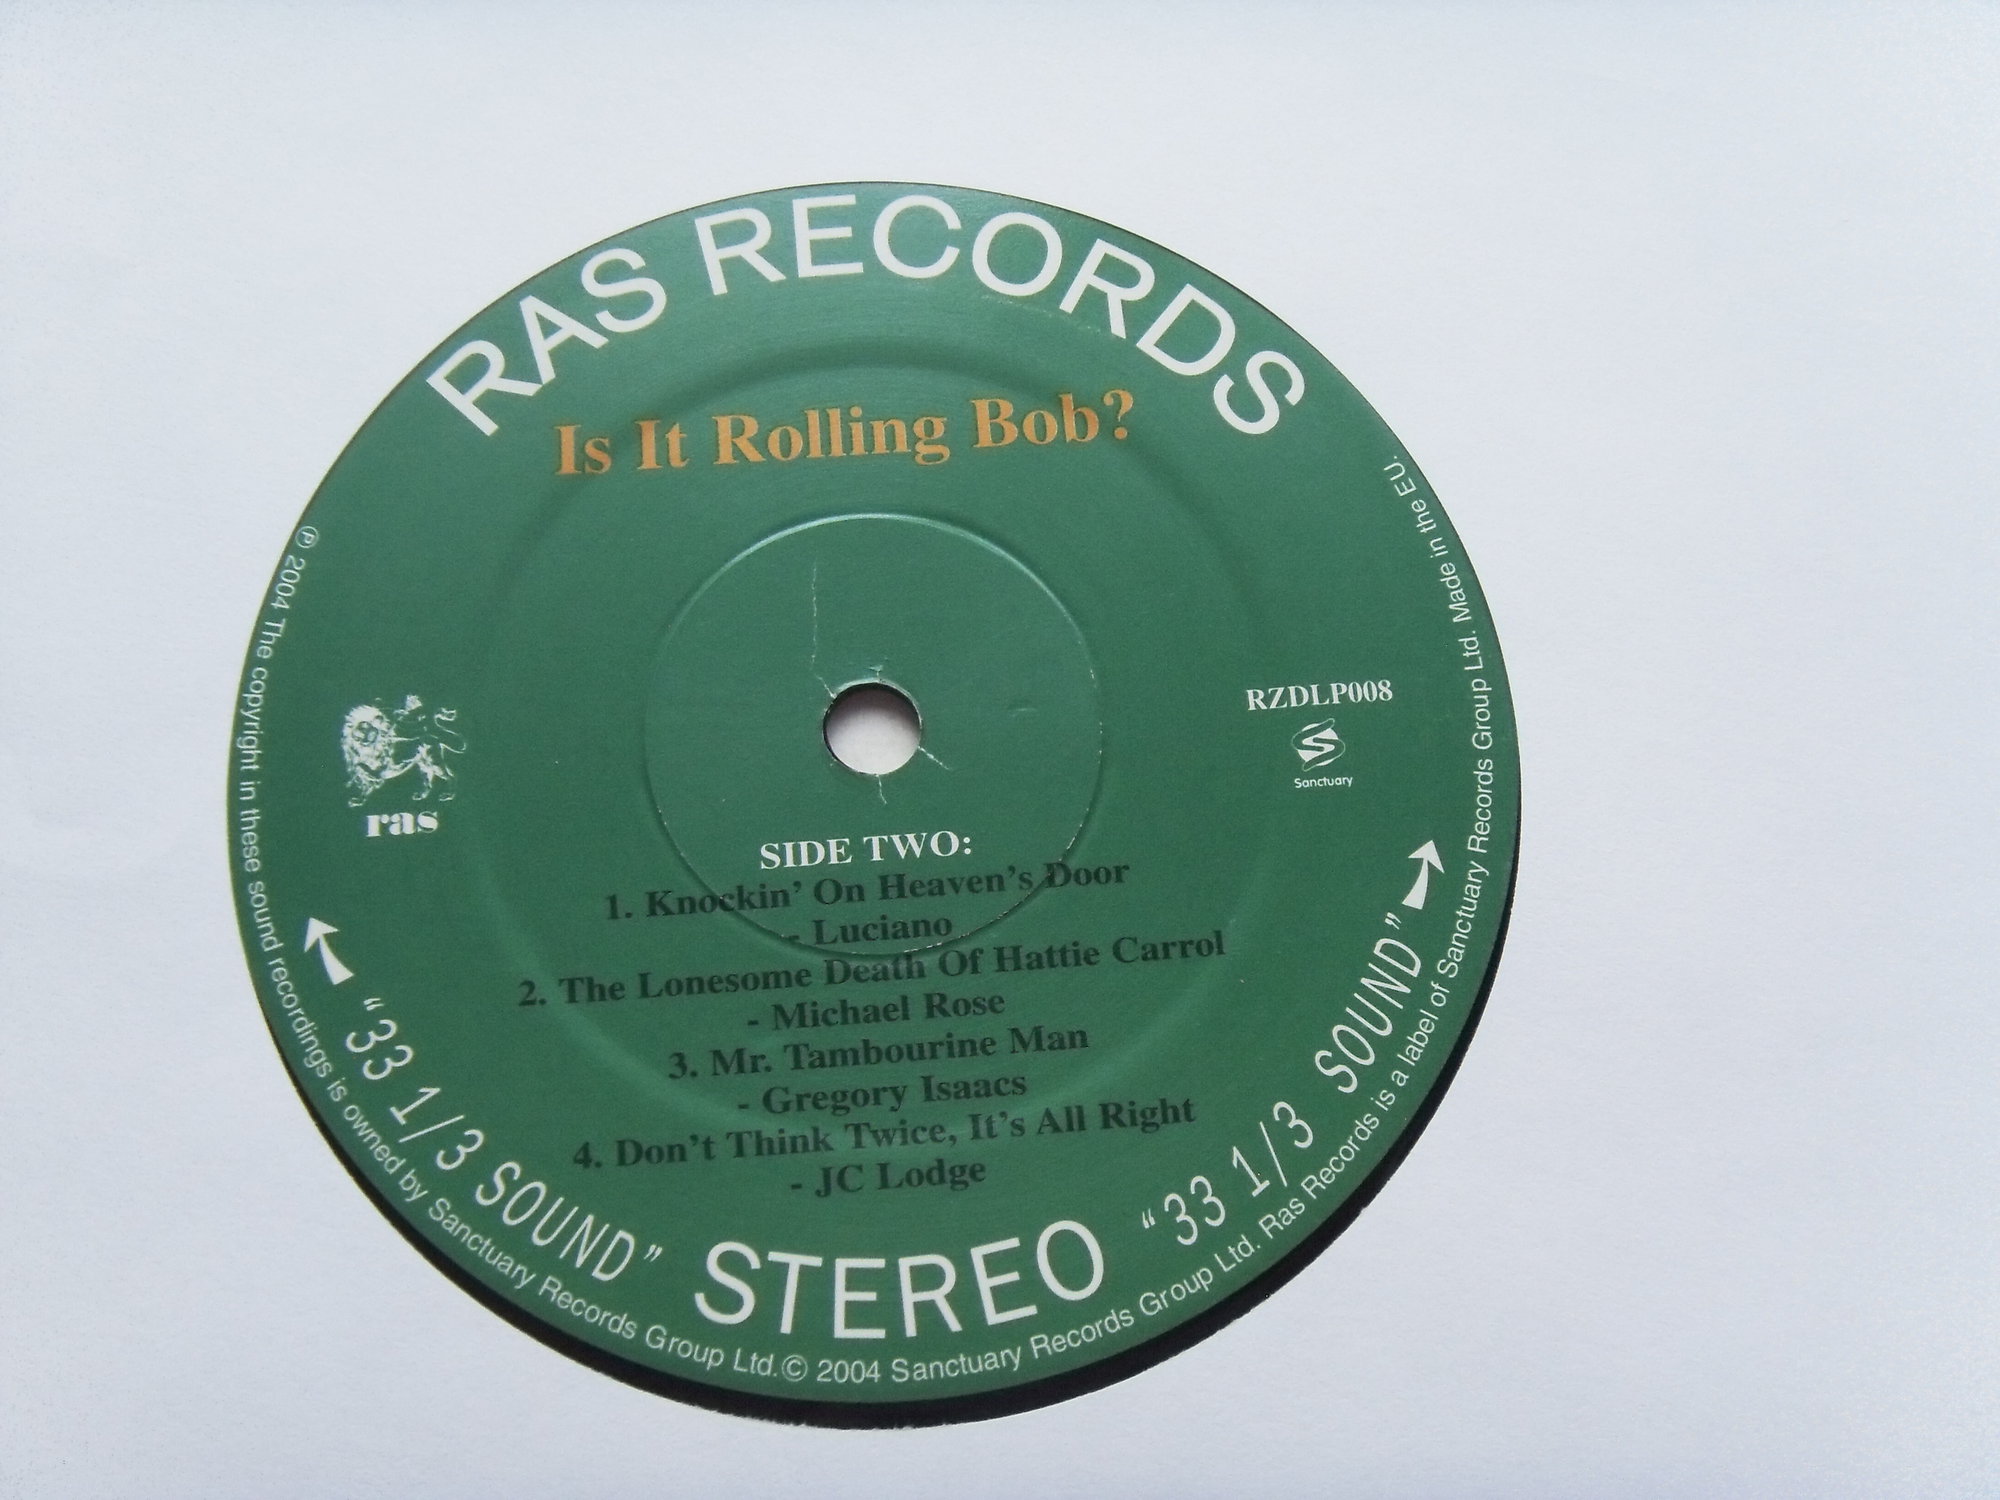 RAS RECORDS
Is It Rolling Bob?
RZDLP008
Sanctuary
ras
SIDE TWO:
1. Knockin' On Heaven's Door
- Luciano
2. The Lonesome Death Of Hattie Carrol
- Michael Rose
3. Mr. Tambourine Man
- Gregory Isaacs
4. Don't Think Twice, It's All Right
- JC Lodge
"33 1/3 SOUND" STEREO "33 1/3 SOUND"
℗ 2004 The copyright in these sound recordings is owned by Sanctuary Records Group Ltd.© 2004 Sanctuary Records Group Ltd. Ras Records is a label of Sanctuary Records Group Ltd. Made in the EU.